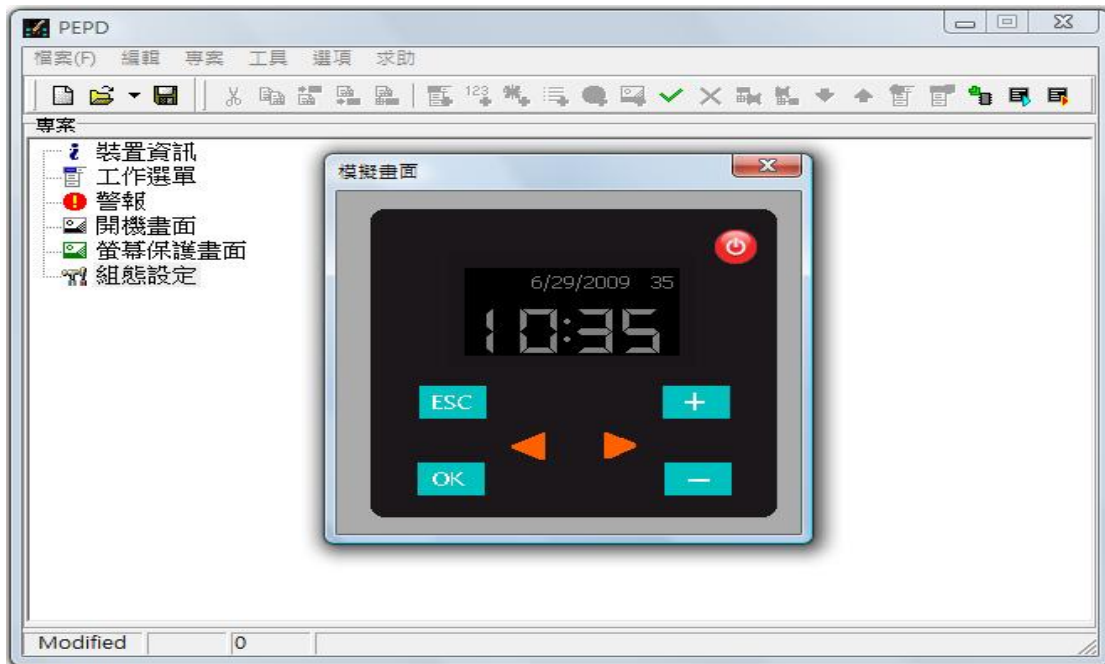 PEPD
檔案(F) 編輯 專案 工具 選項 求助
123
專案
裝置資訊
工作選單
警報
開機畫面
螢幕保護畫面
組態設定
模擬畫面
6/29/2009 35
10:35
ESC +
OK −
Modified 0